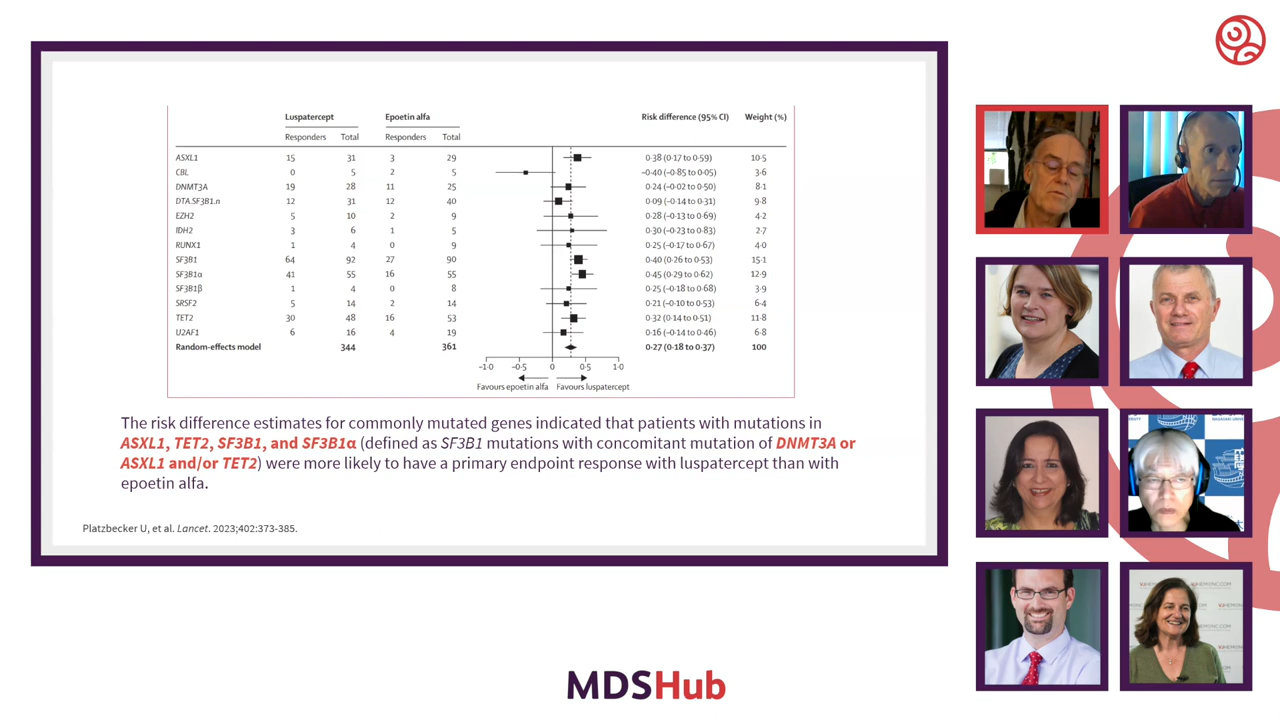 Luspatercept Epoetin alfa Risk difference (95% CI) Weight (%)
Responders Total Responders Total
ASXL1 15 31 3 29 0·38 (0·17 to 0·59) 10·5
CBL 0 5 2 5 –0·40 (–0·85 to 0·05) 3·6
DNMT3A 19 28 11 25 0·24 (–0·02 to 0·50) 8·1
DTA.SF3B1.n 12 31 12 40 0·09 (–0·14 to 0·31) 9·8
EZH2 5 10 2 9 0·28 (–0·13 to 0·69) 4·2
IDH2 3 6 1 5 0·30 (–0·23 to 0·83) 2·7
RUNX1 1 4 0 9 0·25 (–0·17 to 0·67) 4·0
SF3B1 64 92 27 90 0·40 (0·26 to 0·53) 15·1
SF3B1α 41 55 16 55 0·45 (0·29 to 0·62) 12·9
SF3B1β 1 4 0 8 0·25 (–0·18 to 0·68) 3·9
SRSF2 5 14 2 14 0·21 (–0·10 to 0·53) 6·4
TET2 30 48 16 53 0·32 (0·14 to 0·51) 11·8
U2AF1 6 16 4 19 0·16 (–0·14 to 0·46) 6·8
Random-effects model 344 361 0·27 (0·18 to 0·37) 100
–1·0 –0·5 0 0·5 1·0
Favours epoetin alfa Favours luspatercept
The risk difference estimates for commonly mutated genes indicated that patients with mutations in
ASXL1, TET2, SF3B1, and SF3B1α (defined as SF3B1 mutations with concomitant mutation of DNMT3A or
ASXL1 and/or TET2) were more likely to have a primary endpoint response with luspatercept than with
epoetin alfa.
Platzbecker U, et al. Lancet. 2023;402:373-385.
MDSHub